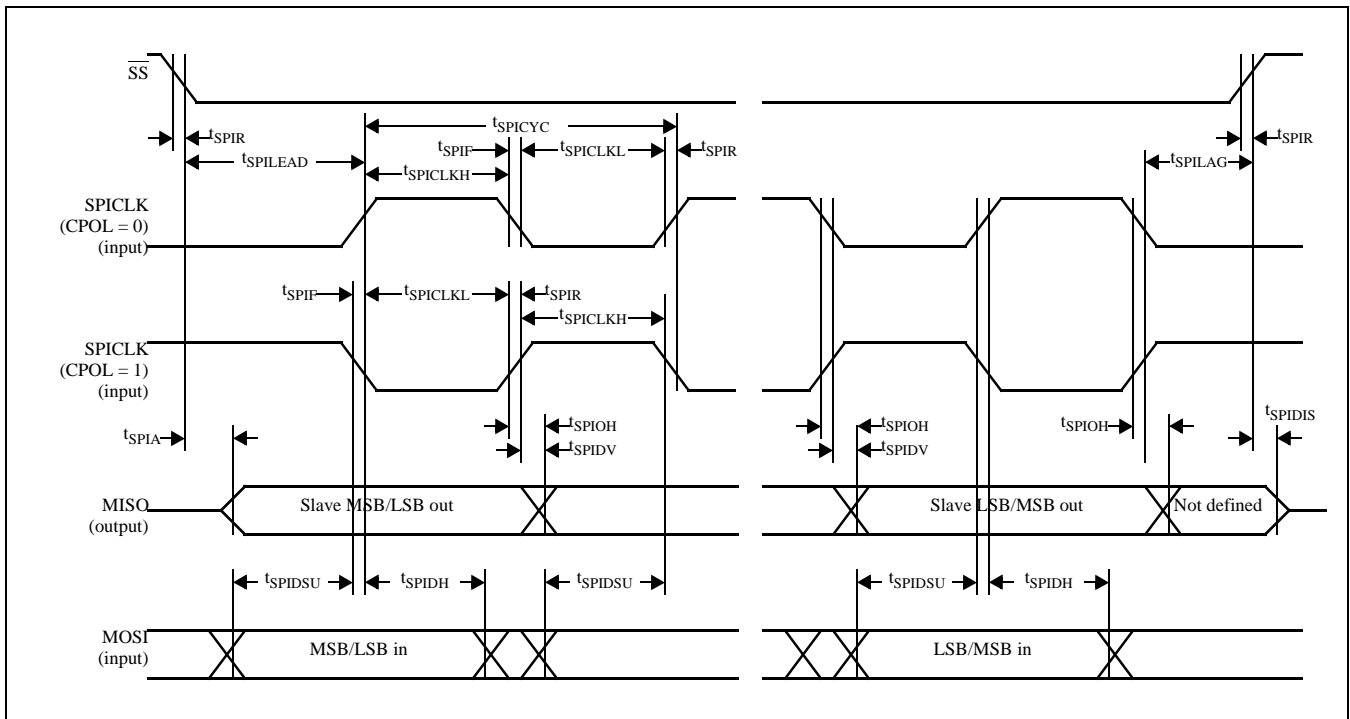 SS
tSPIR
tSPICYC
tSPIF
tSPICLKL
tSPIR
tSPIR
tSPILEAD
tSPICLKH
tSPILAG
SPICLK
(CPOL = 0)
(input)
tSPIF
tSPICLKL
tSPIR
tSPICLKH
SPICLK
(CPOL = 1)
(input)
tSPIA
tSPIOH
tSPIDV
tSPIOH
tSPIDV
tSPIOH
tSPIDIS
MISO
(output)
Slave MSB/LSB out
Slave LSB/MSB out
Not defined
tSPIDSU
tSPIDH
tSPIDSU
tSPIDSU
tSPIDH
MOSI
(input)
MSB/LSB in
LSB/MSB in